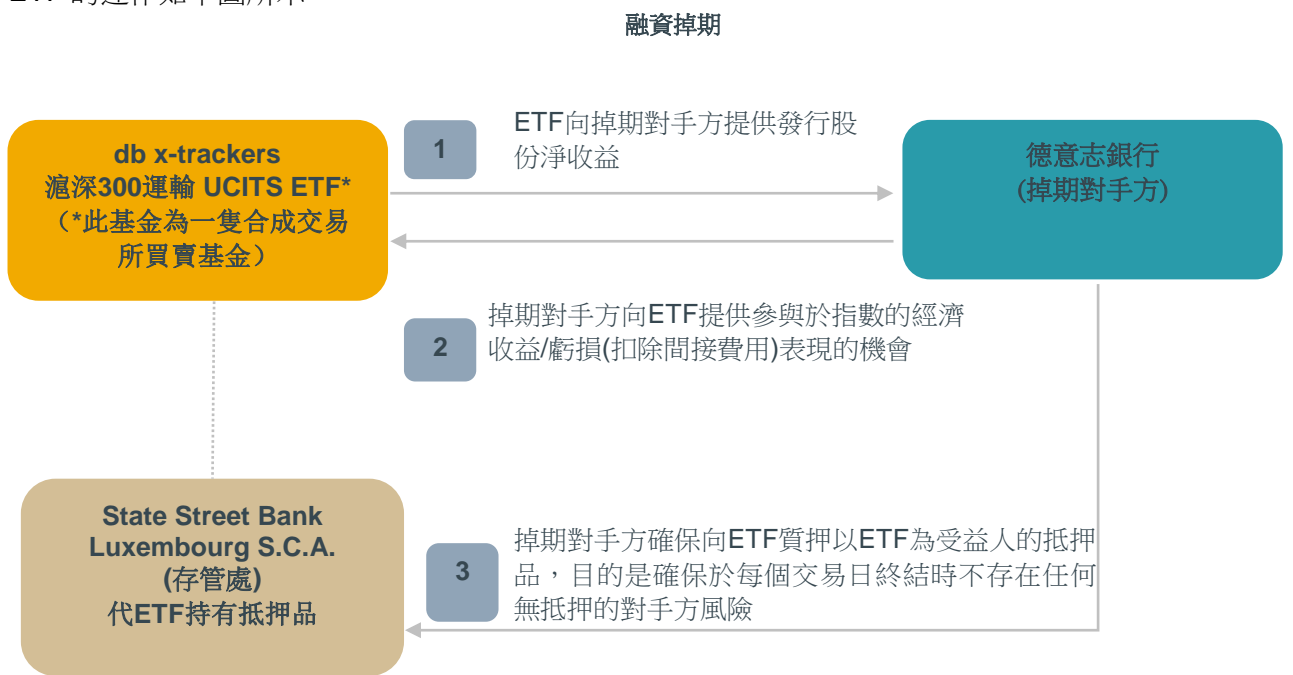 融資掉期
db x-trackers
滬深300運輸 UCITS ETF*
（*此基金為一隻合成交易
所買賣基金）
1
ETF向掉期對手方提供發行股
份淨收益
德意志銀行
(掉期對手方)
2
掉期對手方向ETF提供參與於指數的經濟
收益/虧損(扣除間接費用)表現的機會
State Street Bank
Luxembourg S.C.A.
(存管處)
代ETF持有抵押品
3
掉期對手方確保向ETF質押以ETF為受益人的抵押
品，目的是確保於每個交易日終結時不存在任何
無抵押的對手方風險